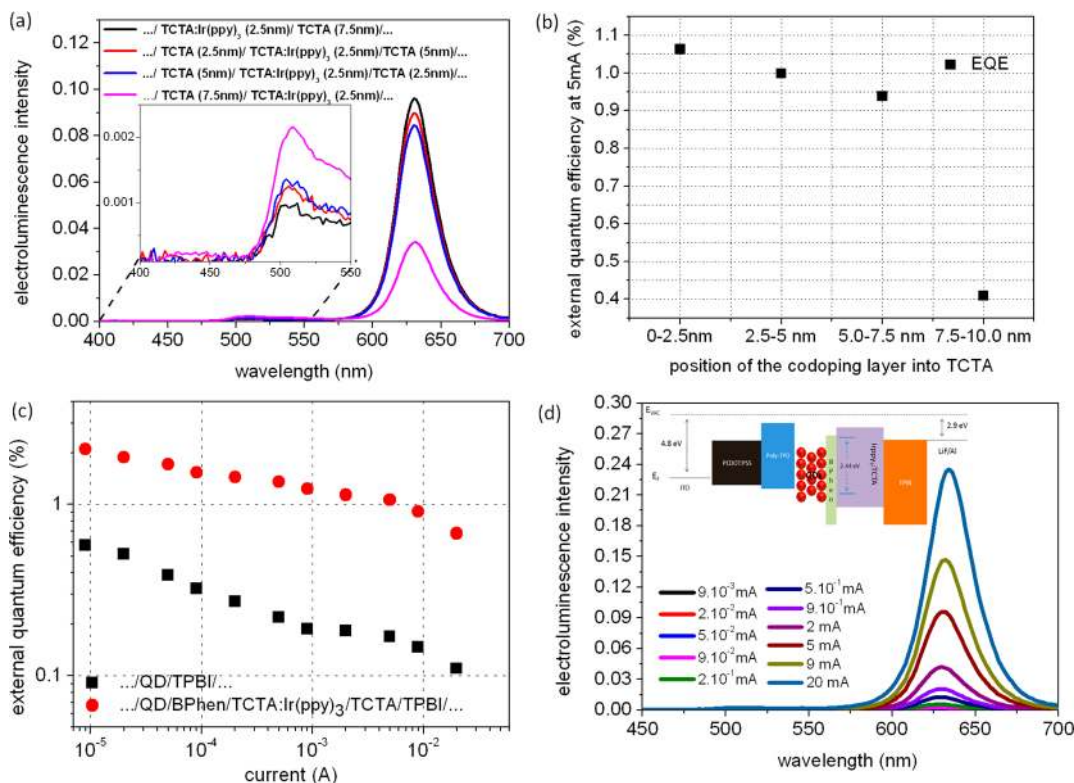 (a)
.../ TCTA:Ir(ppy)3 (2.5nm)/ TCTA (7.5nm)/...
.../ TCTA (2.5nm)/ TCTA:Ir(ppy)3 (2.5nm)/TCTA (5nm)/...
.../ TCTA (5nm)/ TCTA:Ir(ppy)3 (2.5nm)/TCTA (2.5nm)/...
.../ TCTA (7.5nm)/ TCTA:Ir(ppy)3 (2.5nm)/...
0.12
0.10
0.08
0.06
0.04
0.02
0.00
electroluminescence intensity
0.002
0.001
400 450 500 550
400 450 500 550 600 650 700
wavelength (nm)
(b)
EQE
1.1
1.0
0.9
0.8
0.7
0.6
0.5
0.4
external quantum efficiency at 5mA (%)
0-2.5nm 2.5-5 nm 5.0-7.5 nm 7.5-10.0 nm
position of the codoping layer into TCTA
(c)
1
0.1
external quantum efficiency (%)
.../QD/TPBI/...
.../QD/BPhen/TCTA:Ir(ppy)3/TCTA/TPBI/...
10-5 10-4 10-3 10-2
current (A)
(d)
0.30
0.27
0.24
0.21
0.18
0.15
0.12
0.09
0.06
0.03
0.00
electroluminescence intensity
4.8 eV
2.9 eV
PEDOT:PSS
Poly-TPD
QD
BPhen
2.44 eV
Irppy3:TCTA
TPBI
LiF/Al
ITO
9.10-3mA
2.10-2mA
5.10-2mA
9.10-2mA
2.10-1mA
5.10-1mA
9.10-1mA
2 mA
5 mA
9 mA
20 mA
450 500 550 600 650 700
wavelength (nm)